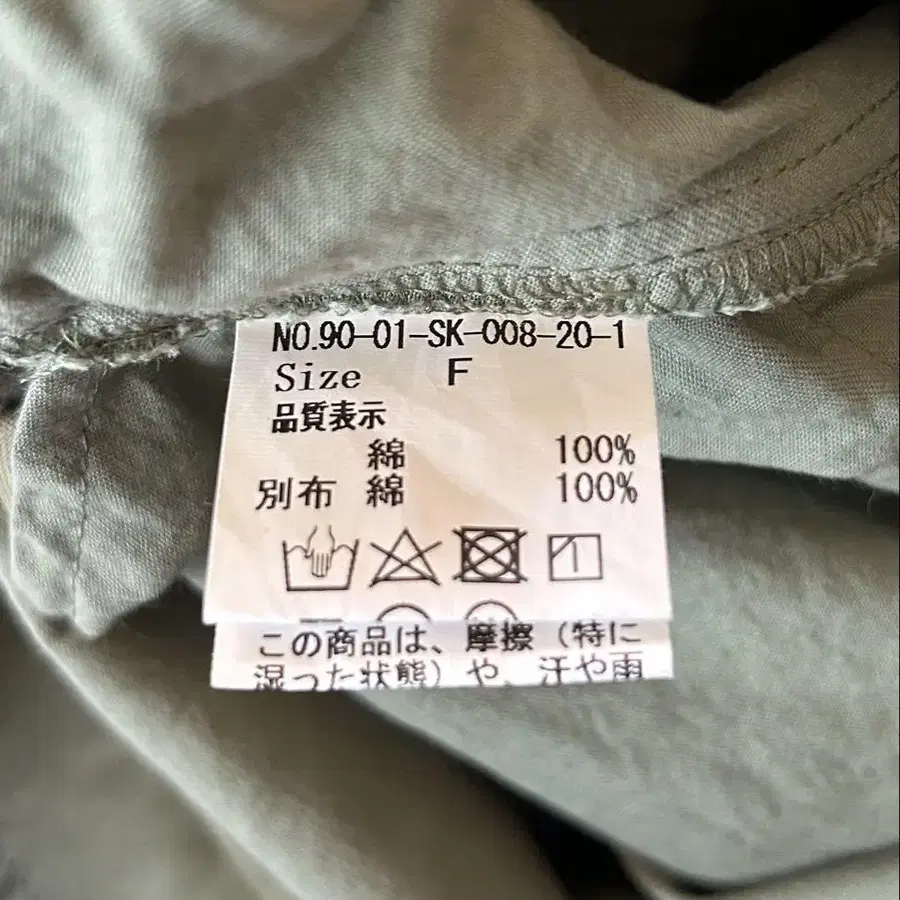 NO.90-01-SK-008-20-1
Size F
品質表示
綿 100%
別布 綿 100%
この商品は、摩擦（特に
湿った状態）や、汗や雨